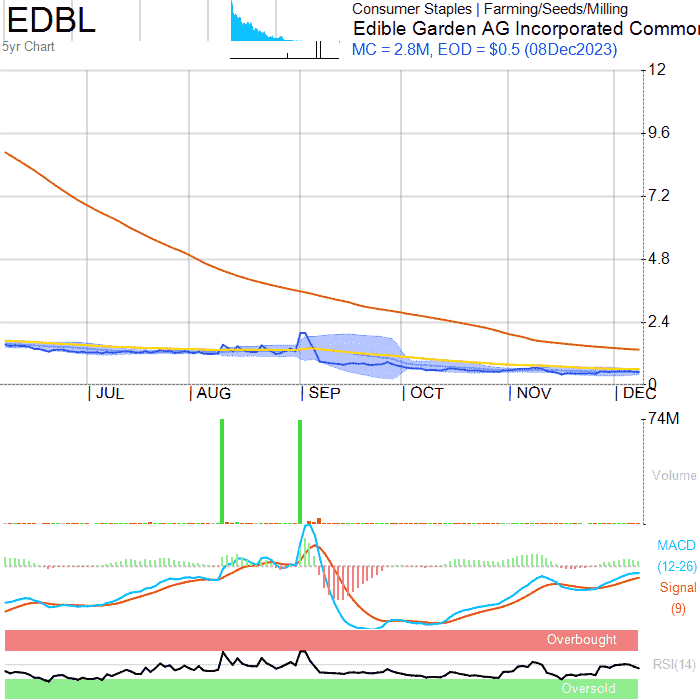 EDBL
5yr Chart
Consumer Staples | Farming/Seeds/Milling
Edible Garden AG Incorporated Common
MC = 2.8M, EOD = $0.5 (08Dec2023)
12
9.6
7.2
4.8
2.4
0
JUL
AUG
SEP
OCT
NOV
DEC
74M
Volume
MACD
(12-26)
Signal
(9)
Overbought
RSI(14)
Oversold